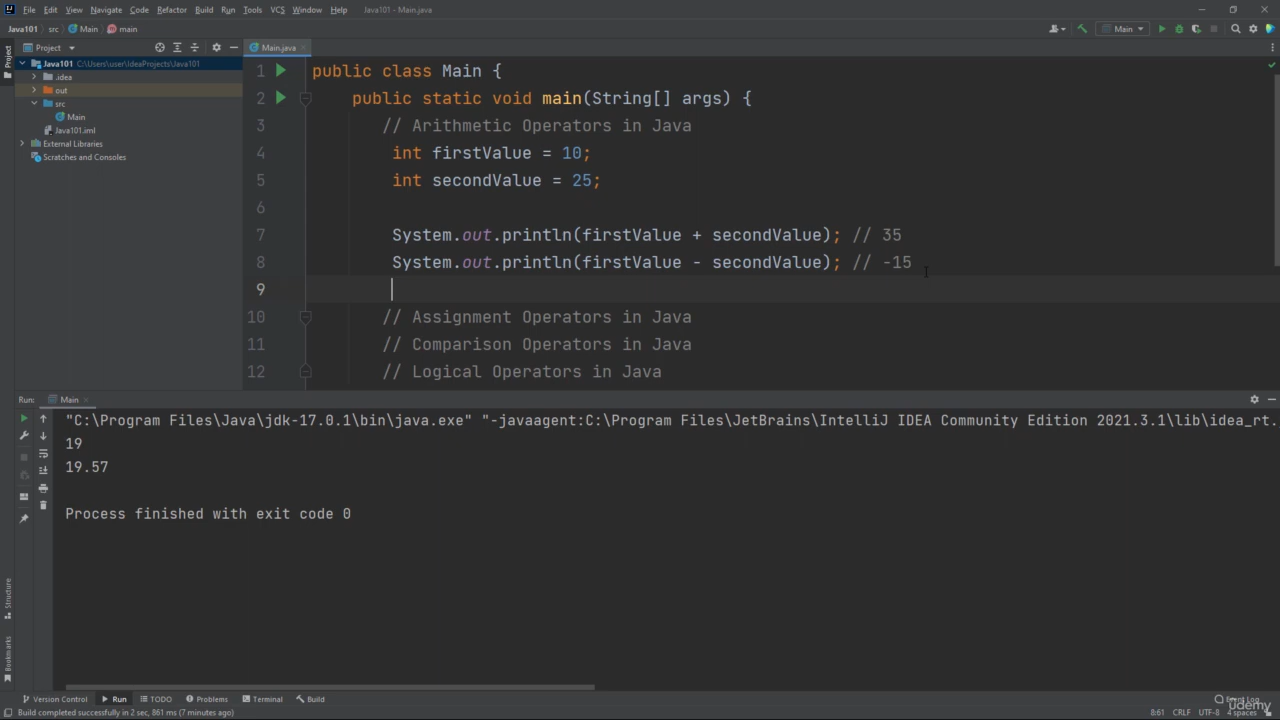 File Edit View Navigate Code Refactor Build Run Tools VCS Window Help Java101 - Main.java
Java101 src Main main Main
Project Main.java
Project
Java101 C:\Users\user\IdeaProjects\Java101
.idea
out
src
Main
Java101.iml
External Libraries
Scratches and Consoles
1 public class Main {
2 public static void main(String[] args) {
3 // Arithmetic Operators in Java
4 int firstValue = 10;
5 int secondValue = 25;
6
7 System.out.println(firstValue + secondValue); // 35
8 System.out.println(firstValue - secondValue); // -15
9
10 // Assignment Operators in Java
11 // Comparison Operators in Java
12 // Logical Operators in Java
Run: Main
"C:\Program Files\Java\jdk-17.0.1\bin\java.exe" "-javaagent:C:\Program Files\JetBrains\IntelliJ IDEA Community Edition 2021.3.1\lib\idea_rt.
19
19.57
Process finished with exit code 0
Structure
Bookmarks
Version Control Run TODO Problems Terminal Build Event Log
Build completed successfully in 2 sec, 861 ms (7 minutes ago) 8:61 CRLF UTF-8 4 spaces
udemy